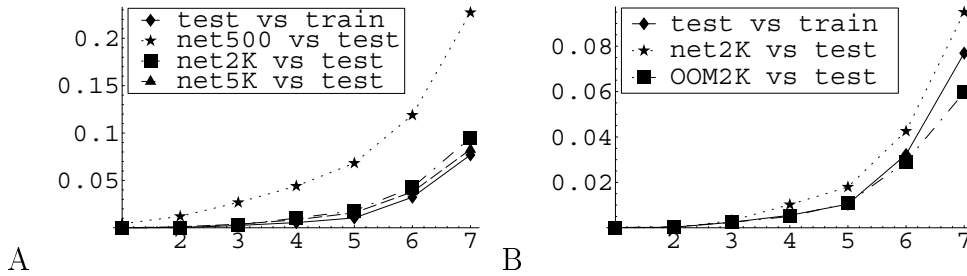 test vs train
net500 vs test
net2K vs test
net5K vs test
0.2
0.15
0.1
0.05
2 3 4 5 6 7
A
test vs train
net2K vs test
OOM2K vs test
0.08
0.06
0.04
0.02
2 3 4 5 6 7
B